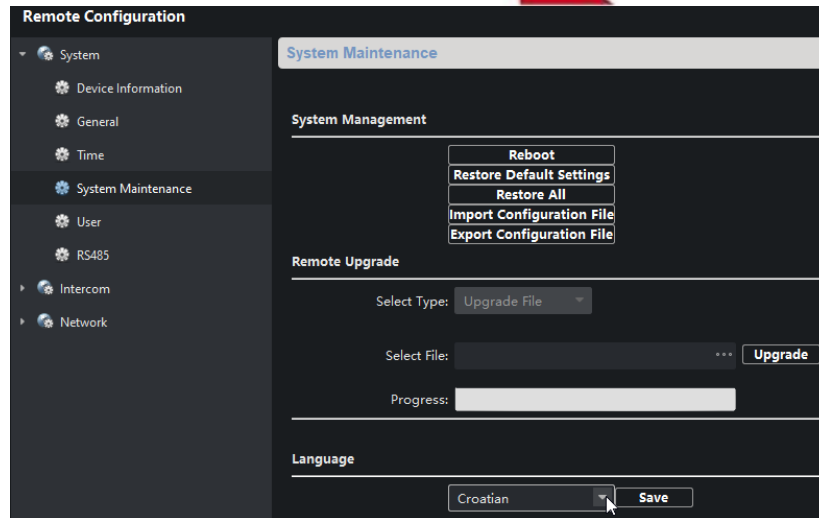 Remote Configuration
System
Device Information
General
Time
System Maintenance
User
RS485
Intercom
Network
System Maintenance
System Management
Reboot
Restore Default Settings
Restore All
Import Configuration File
Export Configuration File
Remote Upgrade
Select Type: Upgrade File
Select File: ... Upgrade
Progress:
Language
Croatian Save